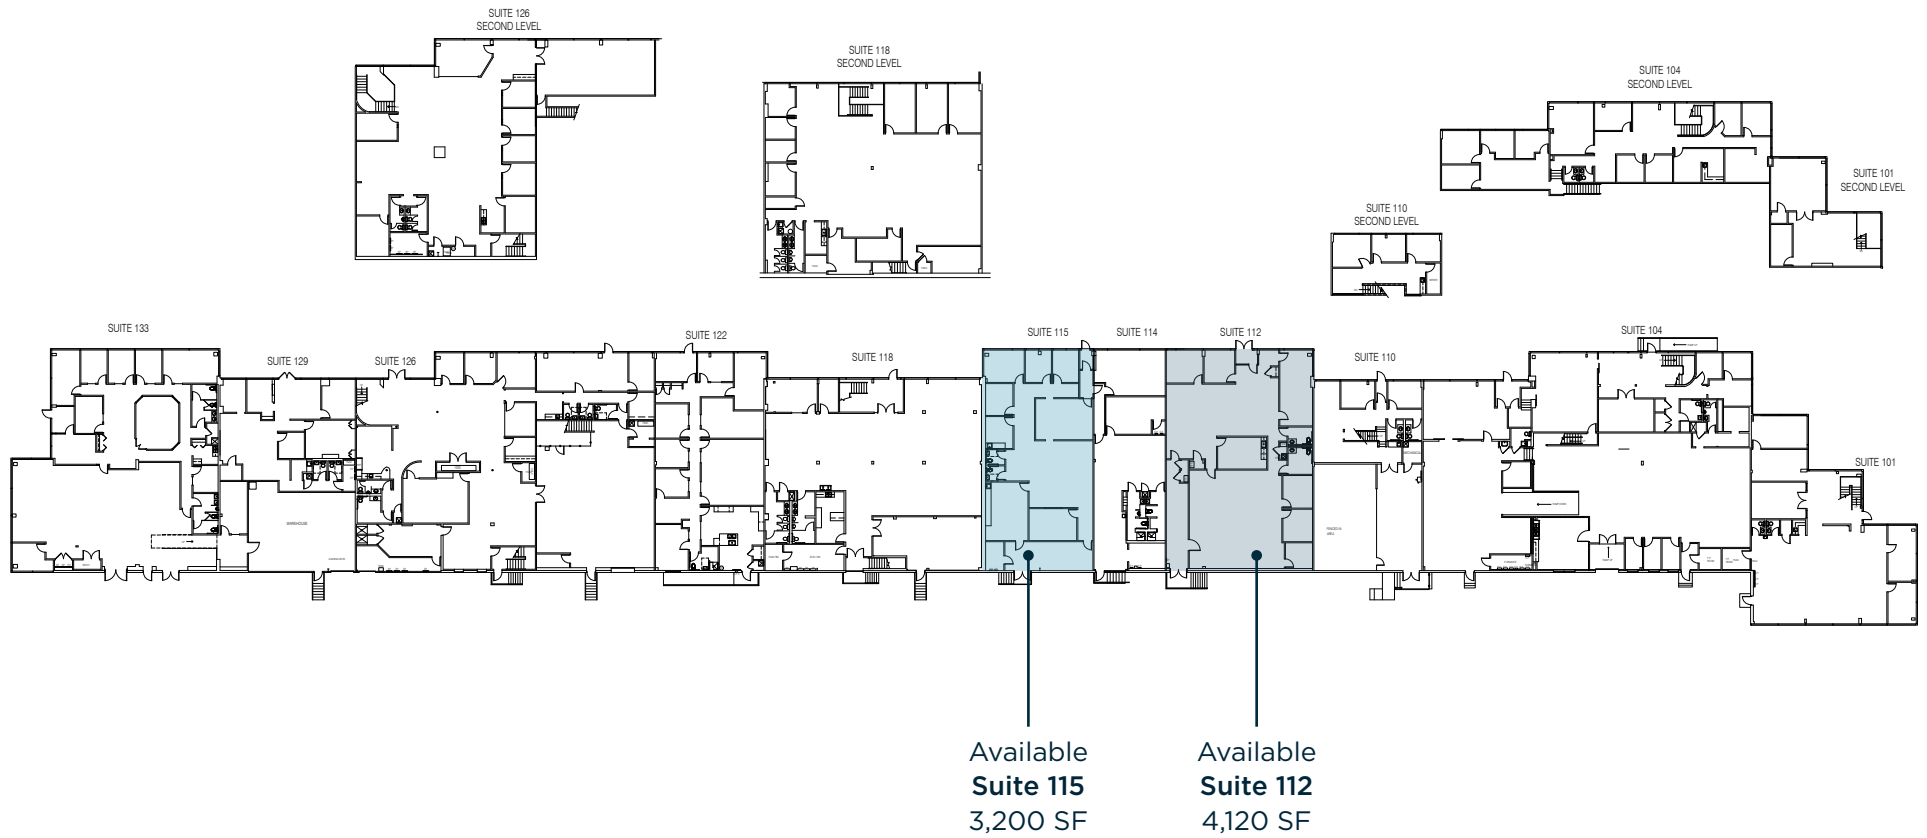 SUITE 126
SECOND LEVEL
SUITE 118
SECOND LEVEL
SUITE 104
SECOND LEVEL
SUITE 101
SECOND LEVEL
SUITE 110
SECOND LEVEL
SUITE 133
SUITE 129
SUITE 126
SUITE 122
SUITE 118
SUITE 115
SUITE 114
SUITE 112
SUITE 110
SUITE 104
SUITE 101
WAREHOUSE
MECHANICAL
Available
Suite 115
3,200 SF
Available
Suite 112
4,120 SF